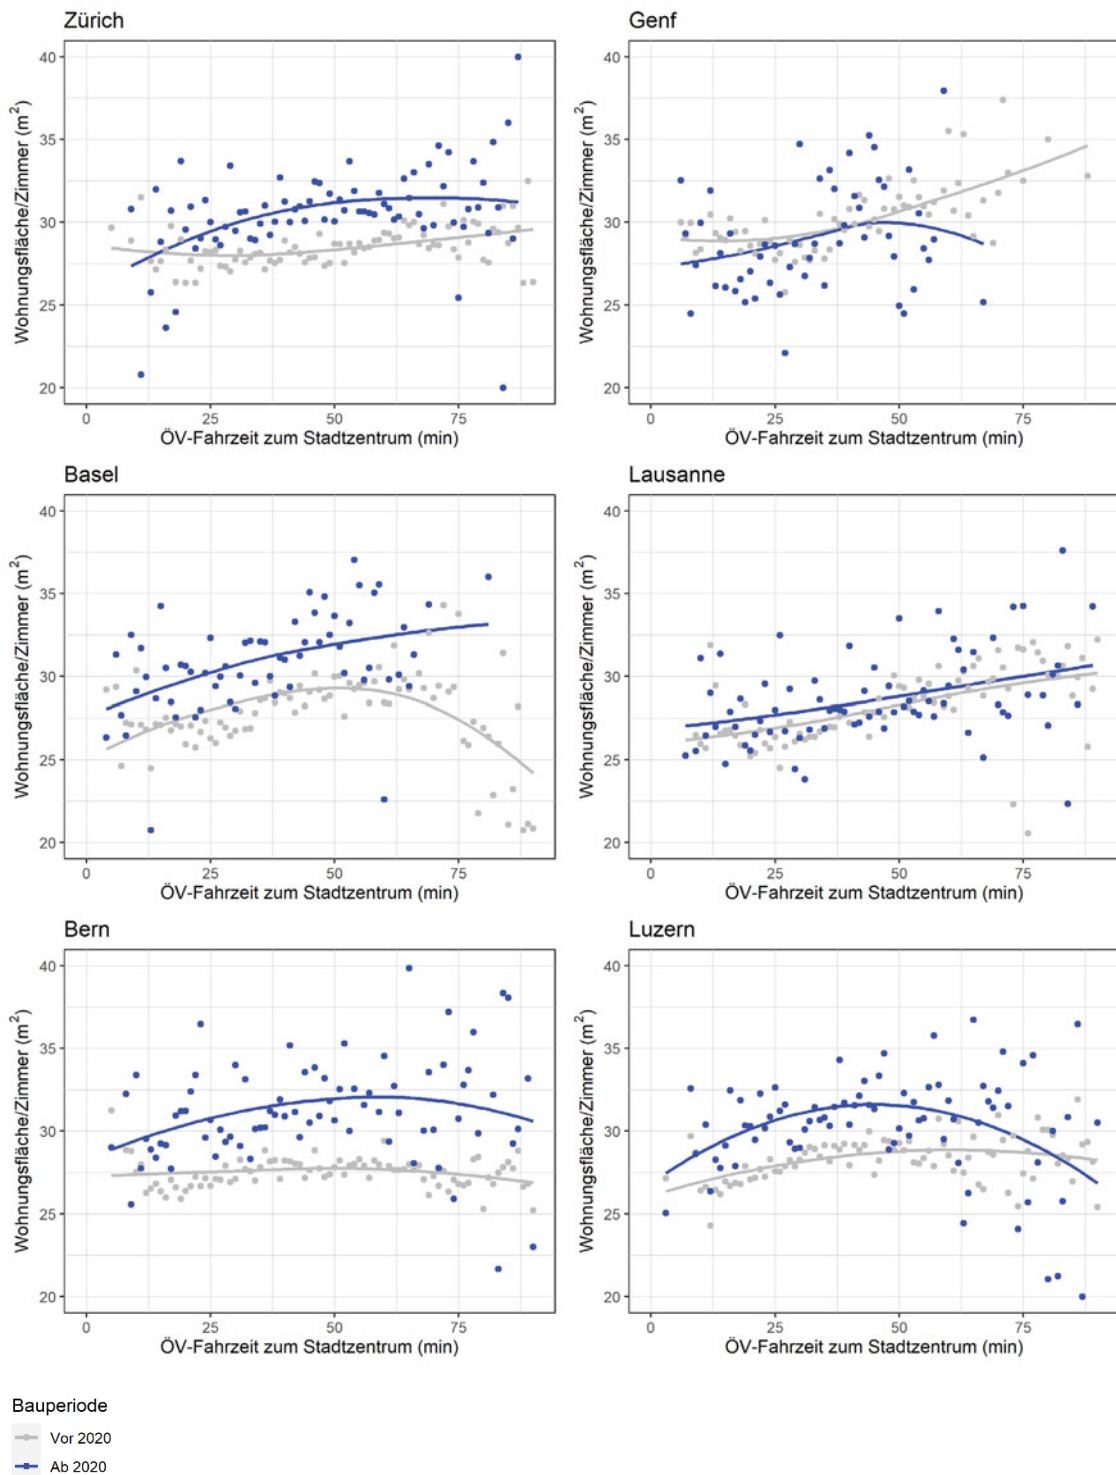 Zürich
Genf
Wohnungsfläche/Zimmer (m²)
40
35
30
25
20
0 25 50 75
ÖV-Fahrzeit zum Stadtzentrum (min)
Wohnungsfläche/Zimmer (m²)
40
35
30
25
20
0 25 50 75
ÖV-Fahrzeit zum Stadtzentrum (min)
Basel
Lausanne
Wohnungsfläche/Zimmer (m²)
40
35
30
25
20
0 25 50 75
ÖV-Fahrzeit zum Stadtzentrum (min)
Wohnungsfläche/Zimmer (m²)
40
35
30
25
20
0 25 50 75
ÖV-Fahrzeit zum Stadtzentrum (min)
Bern
Luzern
Wohnungsfläche/Zimmer (m²)
40
35
30
25
20
0 25 50 75
ÖV-Fahrzeit zum Stadtzentrum (min)
Wohnungsfläche/Zimmer (m²)
40
35
30
25
20
0 25 50 75
ÖV-Fahrzeit zum Stadtzentrum (min)
Bauperiode
Vor 2020
Ab 2020